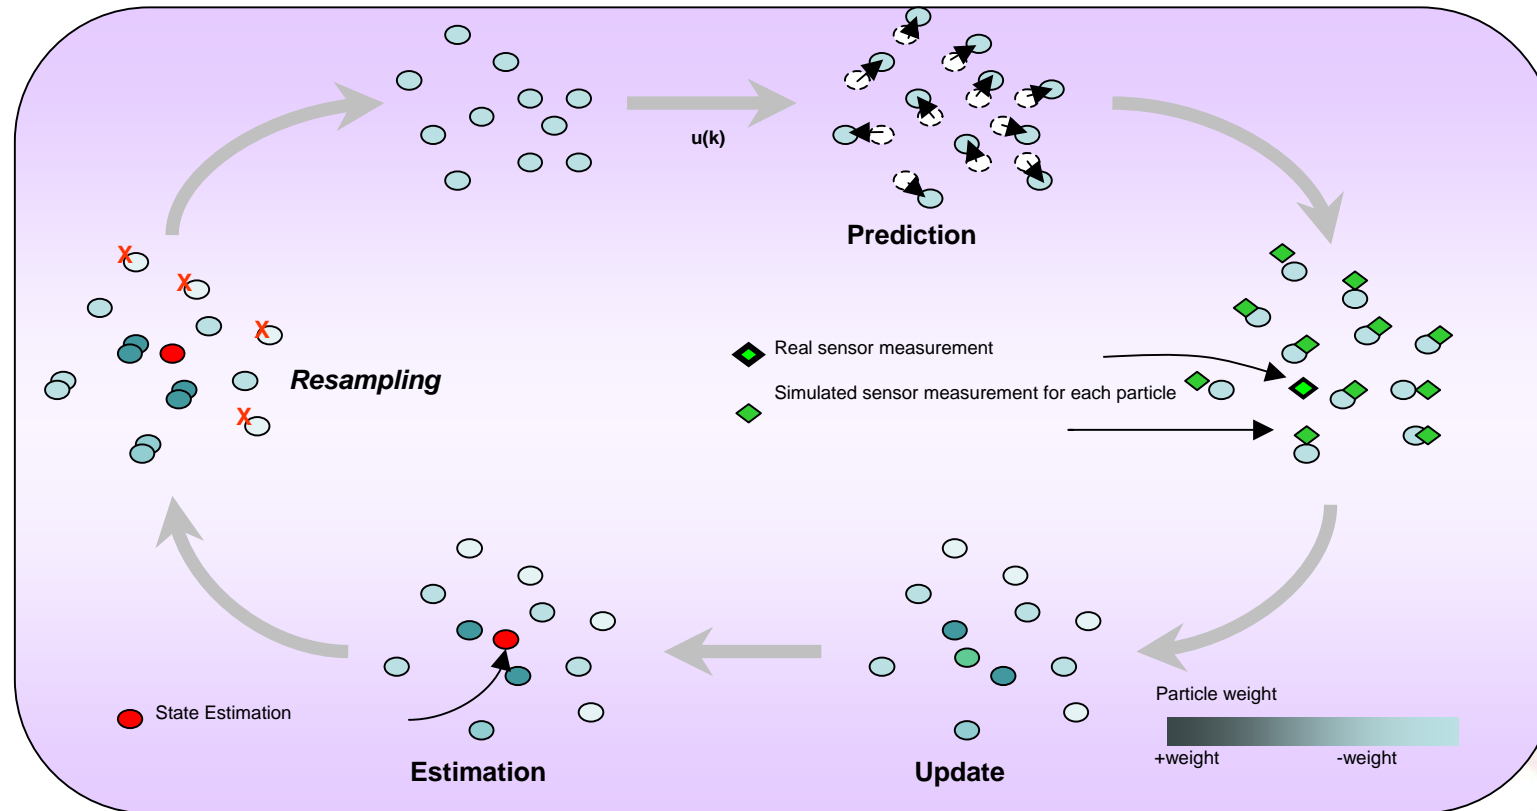 u(k)
Prediction
X
X
X
X
Resampling
Real sensor measurement
Simulated sensor measurement for each particle
State Estimation
Estimation
Update
Particle weight
+weight
-weight